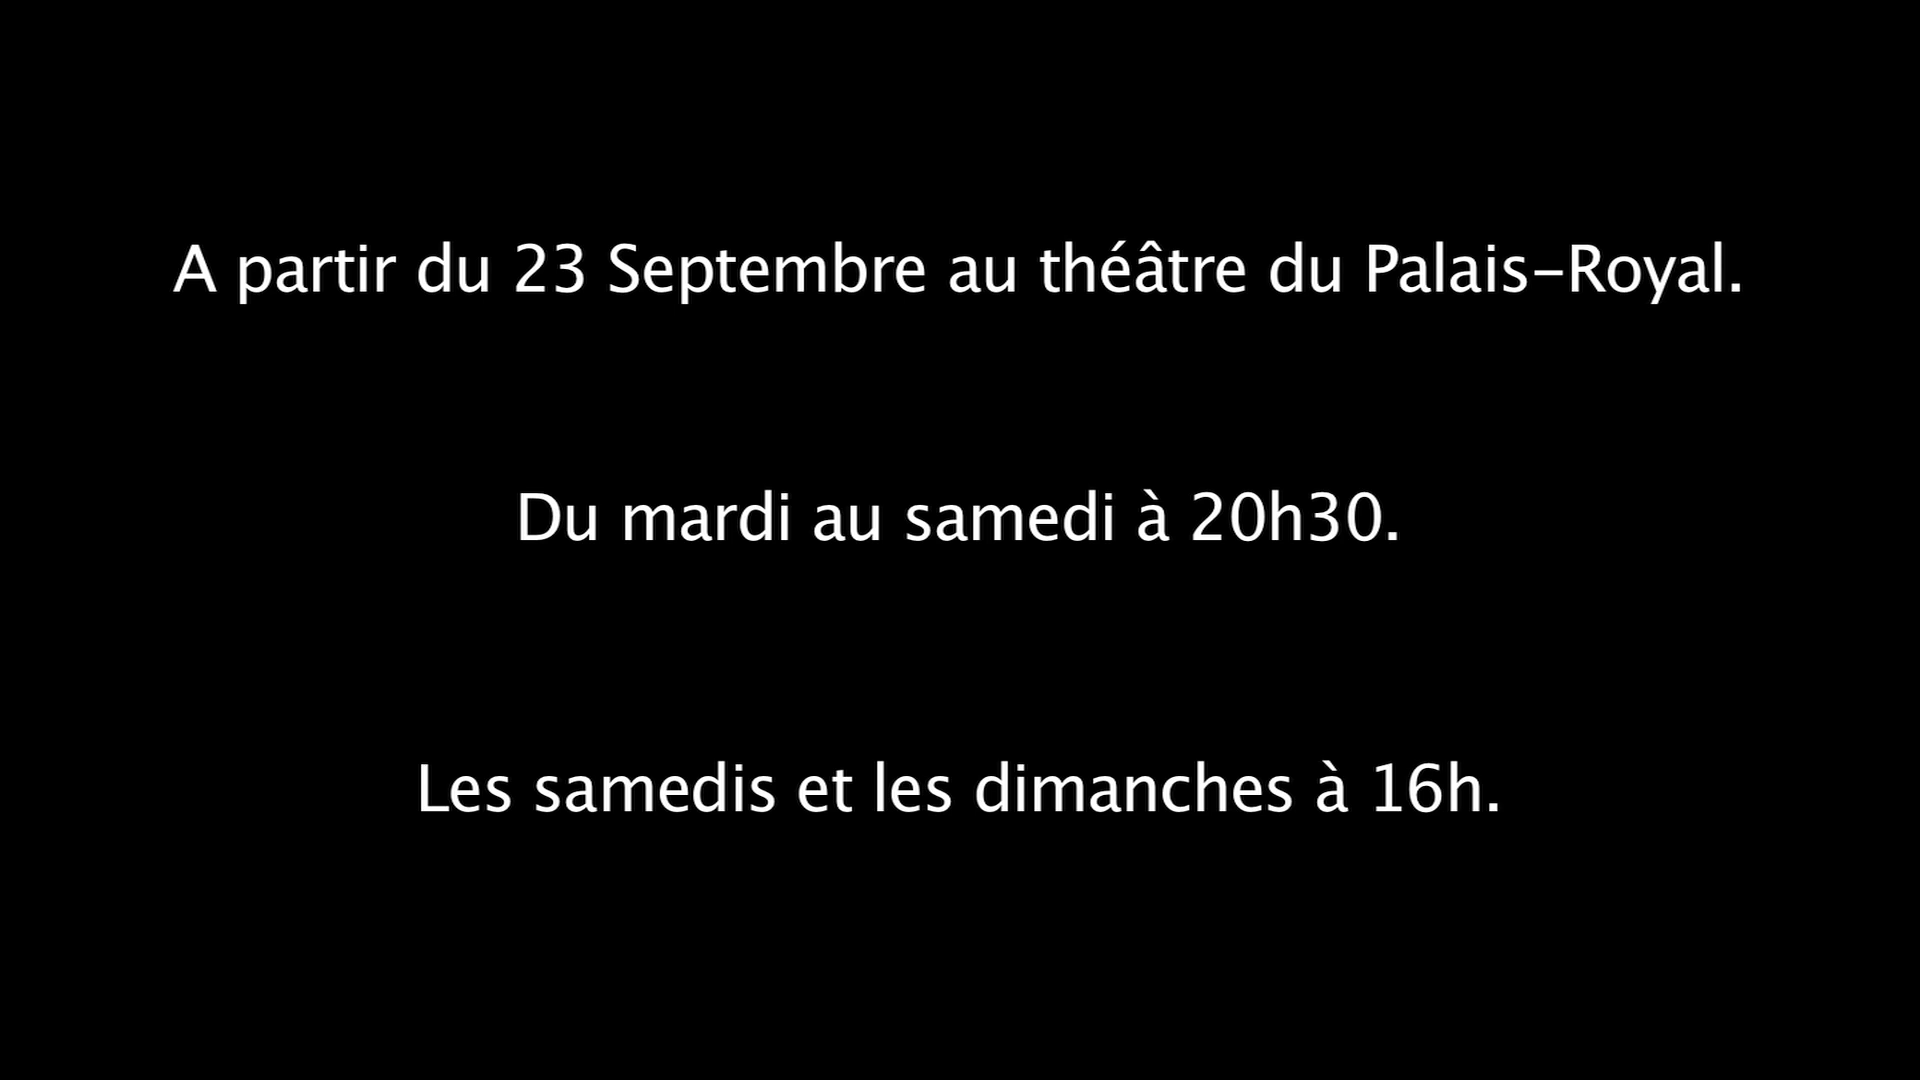 A partir du 23 Septembre au théâtre du Palais-Royal.
Du mardi au samedi à 20h30.
Les samedis et les dimanches à 16h.